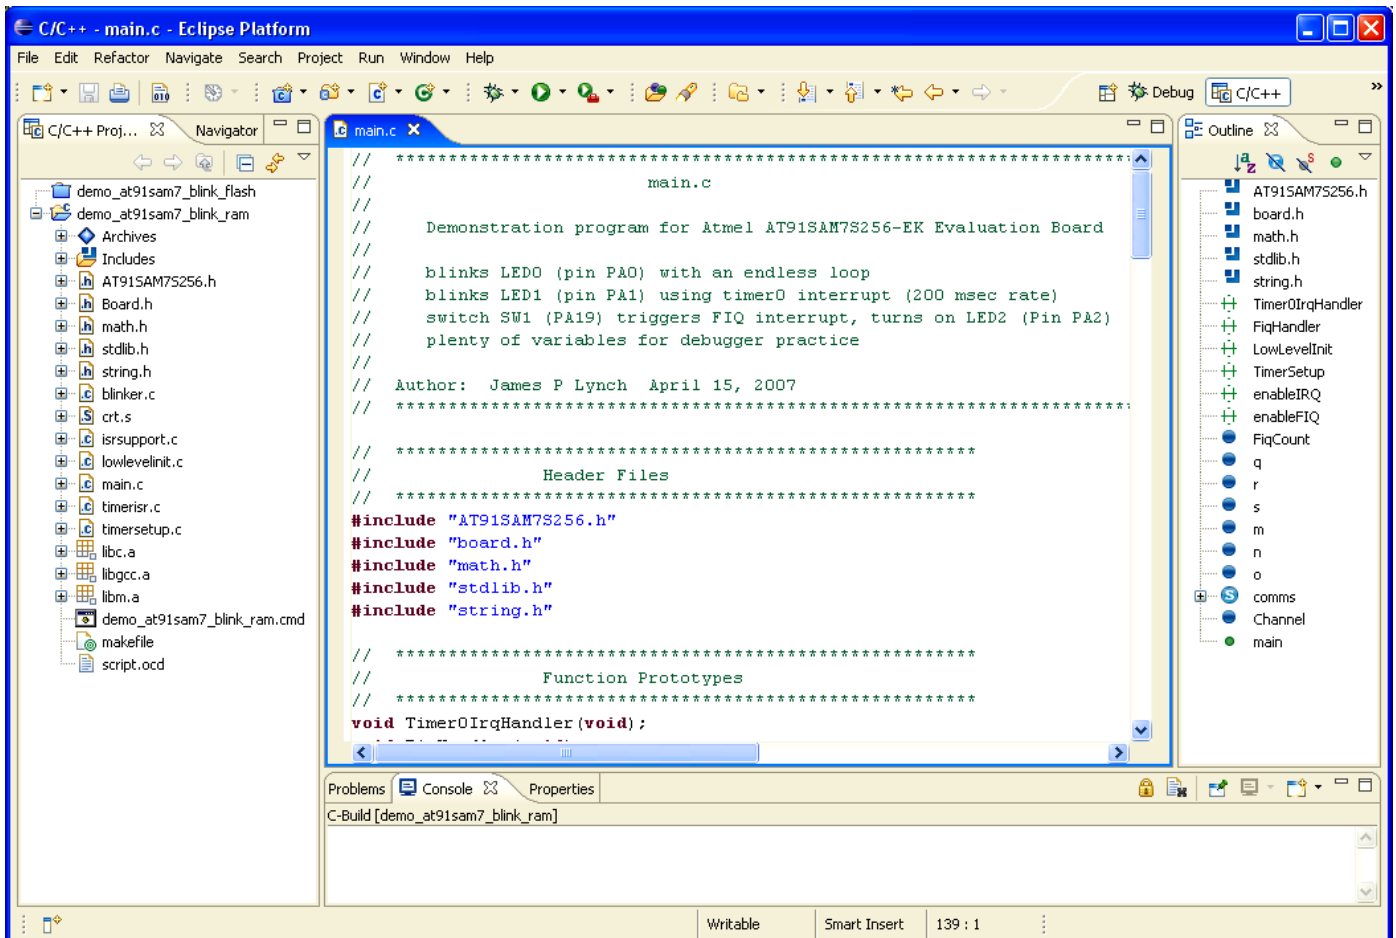 C/C++ - main.c - Eclipse Platform
File Edit Refactor Navigate Search Project Run Window Help
010
Debug
C/C++
»
C/C++ Proj...
Navigator
demo_at91sam7_blink_flash
demo_at91sam7_blink_ram
Archives
Includes
AT91SAM7S256.h
Board.h
math.h
stdlib.h
string.h
blinker.c
crt.s
isrsupport.c
lowlevelinit.c
main.c
timerisr.c
timersetup.c
libc.a
libgcc.a
libm.a
demo_at91sam7_blink_ram.cmd
makefile
script.ocd
main.c
// **********************************************************************
// main.c
//
// Demonstration program for Atmel AT91SAM7S256-EK Evaluation Board
//
// blinks LED0 (pin PA0) with an endless loop
// blinks LED1 (pin PA1) using timer0 interrupt (200 msec rate)
// switch SW1 (PA19) triggers FIQ interrupt, turns on LED2 (Pin PA2)
// plenty of variables for debugger practice
//
// Author: James P Lynch April 15, 2007
// **********************************************************************
// *******************************************************
// Header Files
// *******************************************************
#include "AT91SAM7S256.h"
#include "board.h"
#include "math.h"
#include "stdlib.h"
#include "string.h"
// *******************************************************
// Function Prototypes
// *******************************************************
void Timer0IrqHandler(void);
Outline
AT91SAM7S256.h
board.h
math.h
stdlib.h
string.h
Timer0IrqHandler
FiqHandler
LowLevelInit
TimerSetup
enableIRQ
enableFIQ
FiqCount
q
r
s
m
n
o
comms
Channel
main
Problems
Console
Properties
C-Build [demo_at91sam7_blink_ram]
Writable
Smart Insert
139 : 1